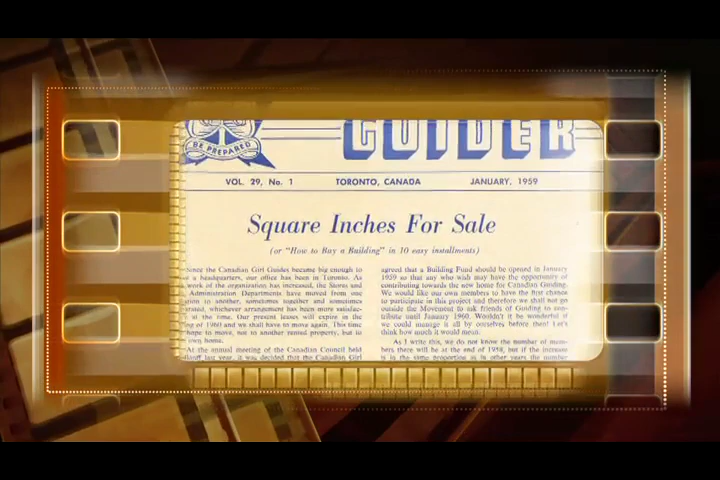 BE PREPARED
GUIDER
VOL. 29, No. 1 TORONTO, CANADA JANUARY, 1959
Square Inches For Sale
(or "How to Buy a Building" in 10 easy installments)
Since the Canadian Girl Guides became big enough to
a headquarters, our office has been in Toronto. As
work of the organization has increased, the Stores and
Administration Departments have moved from one
tion to another, sometimes together and sometimes
rated, whichever arrangement has been more satisfac-
at the time. Our present leases will expire in the
ng of 1960 and we shall have to move again. This time
hope to move, not to another rented property, but to
own home.
At the annual meeting of the Canadian Council held
last year, it was decided that the Canadian Girl
agreed that a Building Fund should be opened in January
1959 so that any who wish may have the opportunity of
contributing towards the new home for Canadian Guiding.
We would like our own members to have the first chance
to participate in this project and therefore we shall not go
outside the Movement to ask friends of Guiding to con-
tribute until January 1960. Wouldn't it be wonderful if
we could manage it all by ourselves before then! Let's
think how much it would mean.
As I write this, we do not know the number of mem-
bers there will be at the end of 1958, but if the increase
is in the same proportion as in other years the number